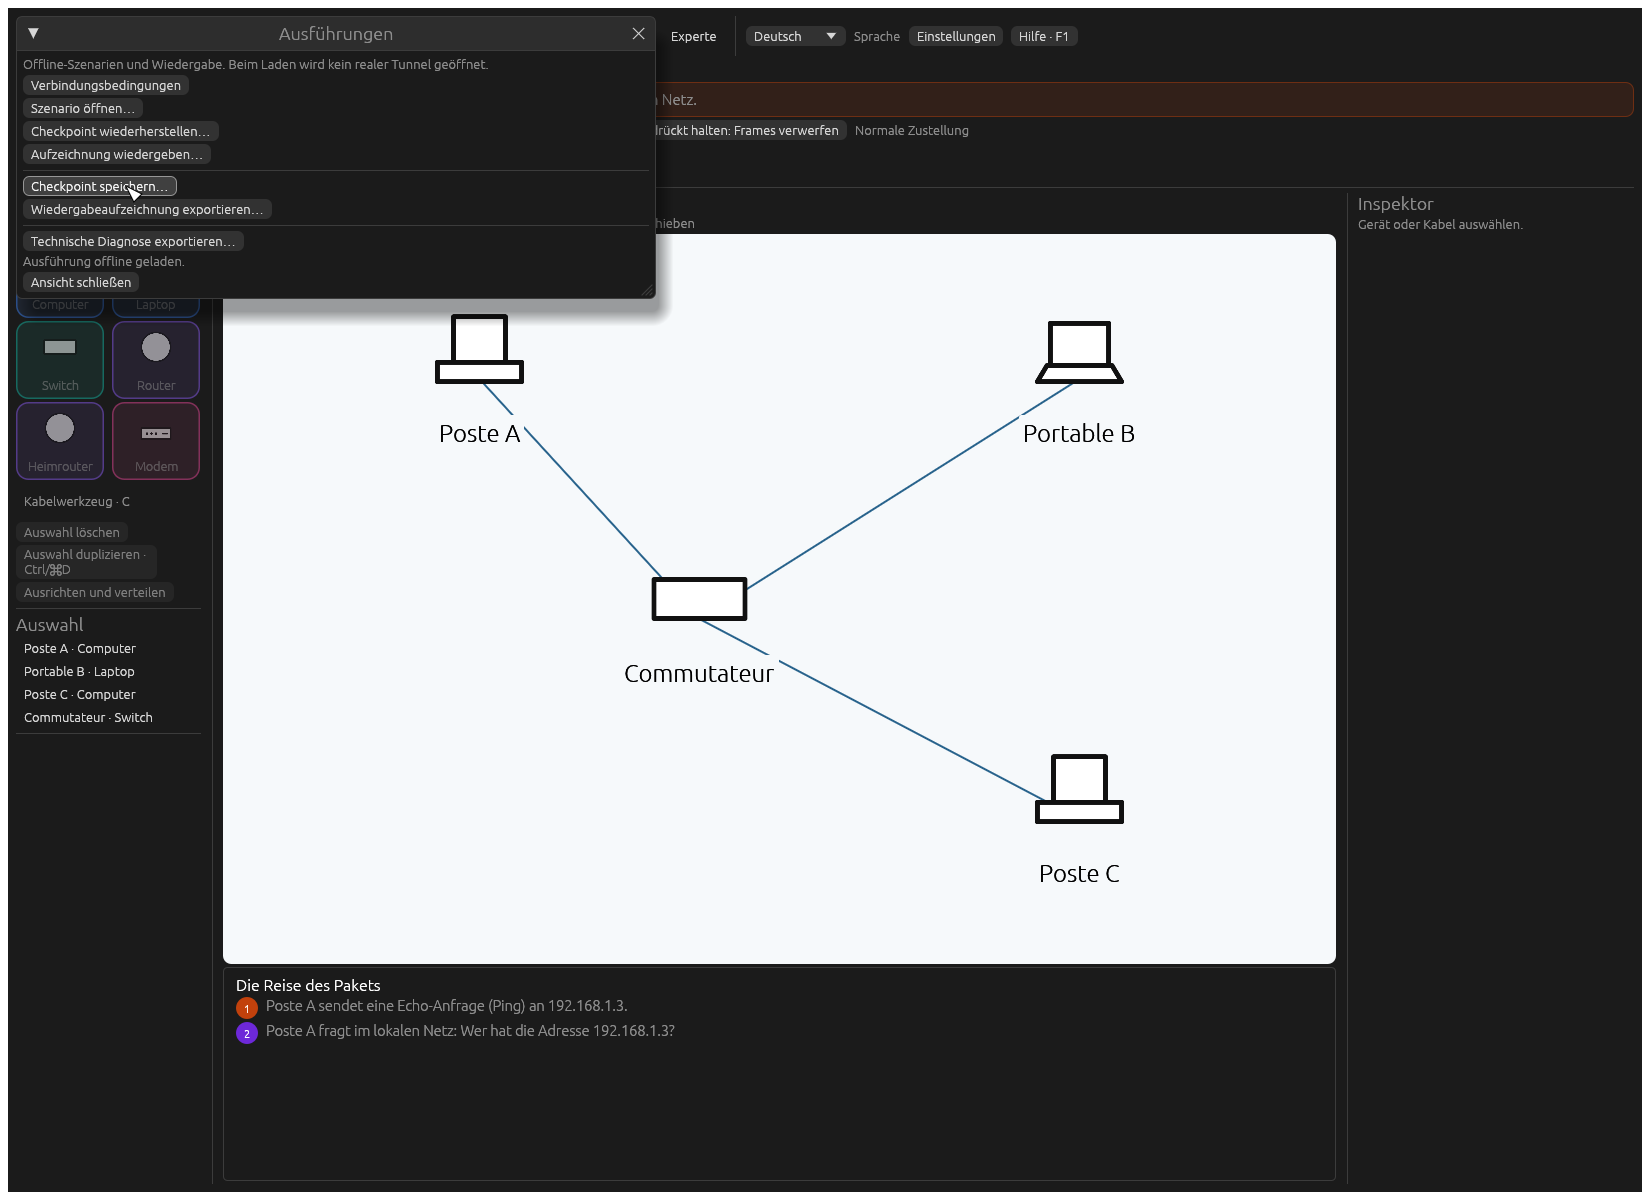 Ausführungen
Offline-Szenarien und Wiedergabe. Beim Laden wird kein realer Tunnel geöffnet.
Verbindungsbedingungen
Szenario öffnen…
Checkpoint wiederherstellen…
Aufzeichnung wiedergeben…
Checkpoint speichern…
Wiedergabeaufzeichnung exportieren…
Technische Diagnose exportieren…
Ausführung offline geladen.
Ansicht schließen
Experte
Deutsch
Sprache
Einstellungen
Hilfe · F1
Netz.
drückt halten: Frames verwerfen
Normale Zustellung
hieben
Computer
Laptop
Switch
Router
Heimrouter
Modem
Kabelwerkzeug · C
Auswahl löschen
Auswahl duplizieren ·
Ctrl/⌘D
Ausrichten und verteilen
Auswahl
Poste A · Computer
Portable B · Laptop
Poste C · Computer
Commutateur · Switch
Poste A
Portable B
Commutateur
Poste C
Die Reise des Pakets
1 Poste A sendet eine Echo-Anfrage (Ping) an 192.168.1.3.
2 Poste A fragt im lokalen Netz: Wer hat die Adresse 192.168.1.3?
Inspektor
Gerät oder Kabel auswählen.